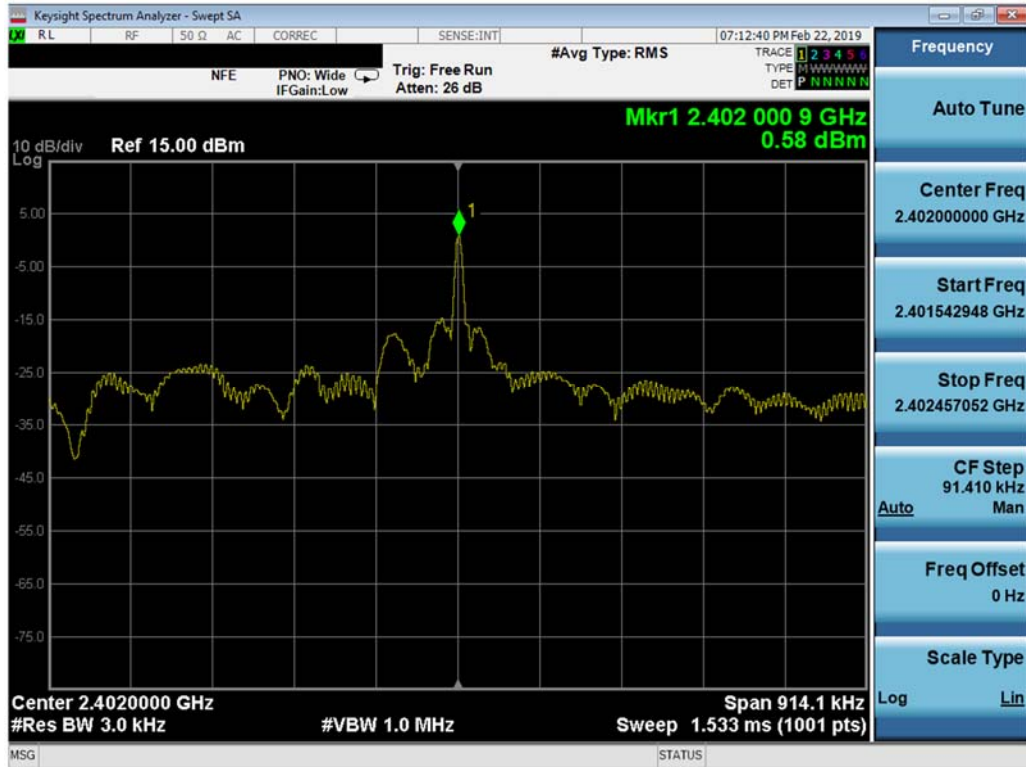 Keysight Spectrum Analyzer - Swept SA
LXI RL RF 50 Ω AC CORREC SENSE:INT 07:12:40 PM Feb 22, 2019
#Avg Type: RMS TRACE 1 2 3 4 5 6
NFE PNO: Wide Trig: Free Run TYPE M WWWWW
IFGain:Low Atten: 26 dB DET P N N N N N
Mkr1 2.402 000 9 GHz
0.58 dBm
10 dB/div Ref 15.00 dBm
Log
5.00
-5.00
-15.0
-25.0
-35.0
-45.0
-55.0
-65.0
-75.0
1
Center 2.4020000 GHz Span 914.1 kHz
#Res BW 3.0 kHz #VBW 1.0 MHz Sweep 1.533 ms (1001 pts)
MSG STATUS
Frequency
Auto Tune
Center Freq
2.402000000 GHz
Start Freq
2.401542948 GHz
Stop Freq
2.402457052 GHz
CF Step
91.410 kHz
Auto Man
Freq Offset
0 Hz
Scale Type
Log Lin